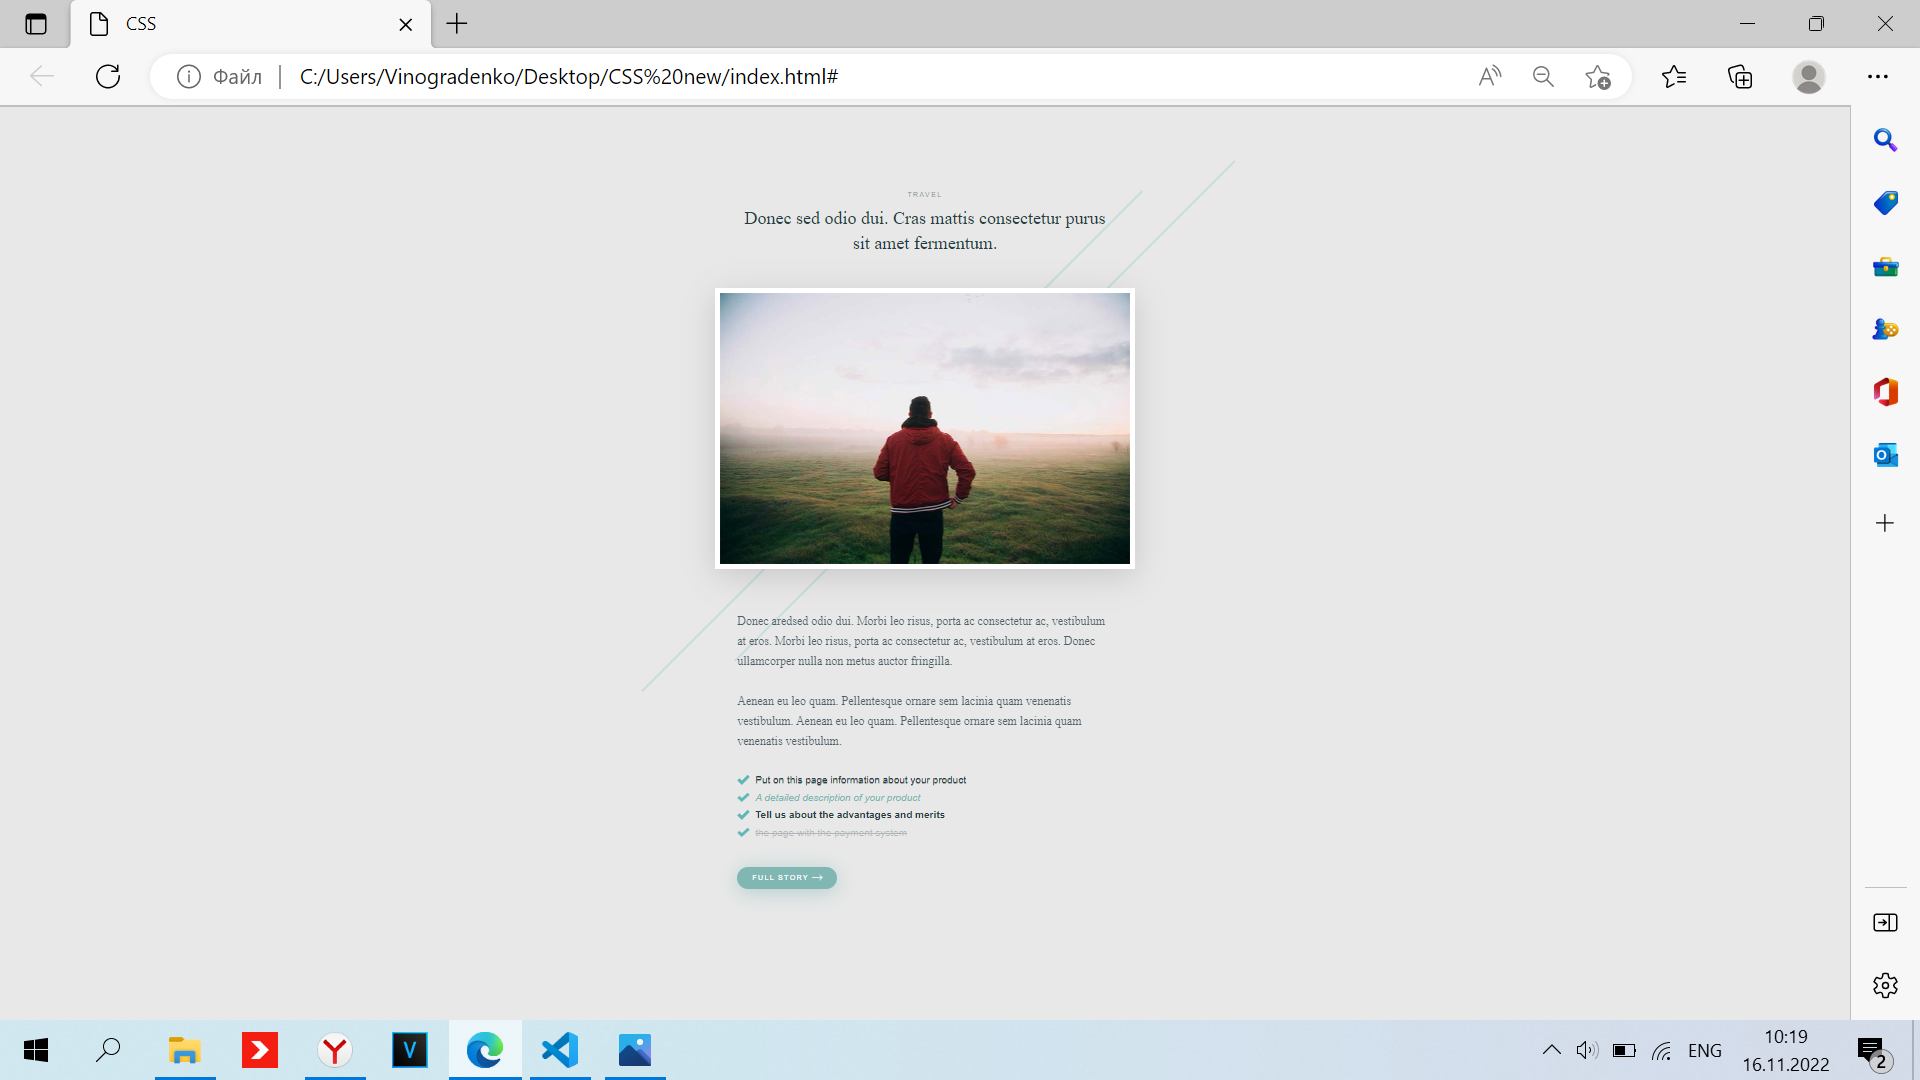 CSS
Файл
C:/Users/Vinogradenko/Desktop/CSS%20new/index.html#
TRAVEL
Donec sed odio dui. Cras mattis consectetur purus
sit amet fermentum.
Donec aredsed odio dui. Morbi leo risus, porta ac consectetur ac, vestibulum
at eros. Morbi leo risus, porta ac consectetur ac, vestibulum at eros. Donec
ullamcorper nulla non metus auctor fringilla.
Aenean eu leo quam. Pellentesque ornare sem lacinia quam venenatis
vestibulum. Aenean eu leo quam. Pellentesque ornare sem lacinia quam
venenatis vestibulum.
Put on this page information about your product
A detailed description of your product
Tell us about the advantages and merits
the page with the payment system
FULL STORY
ENG
10:19
16.11.2022
2